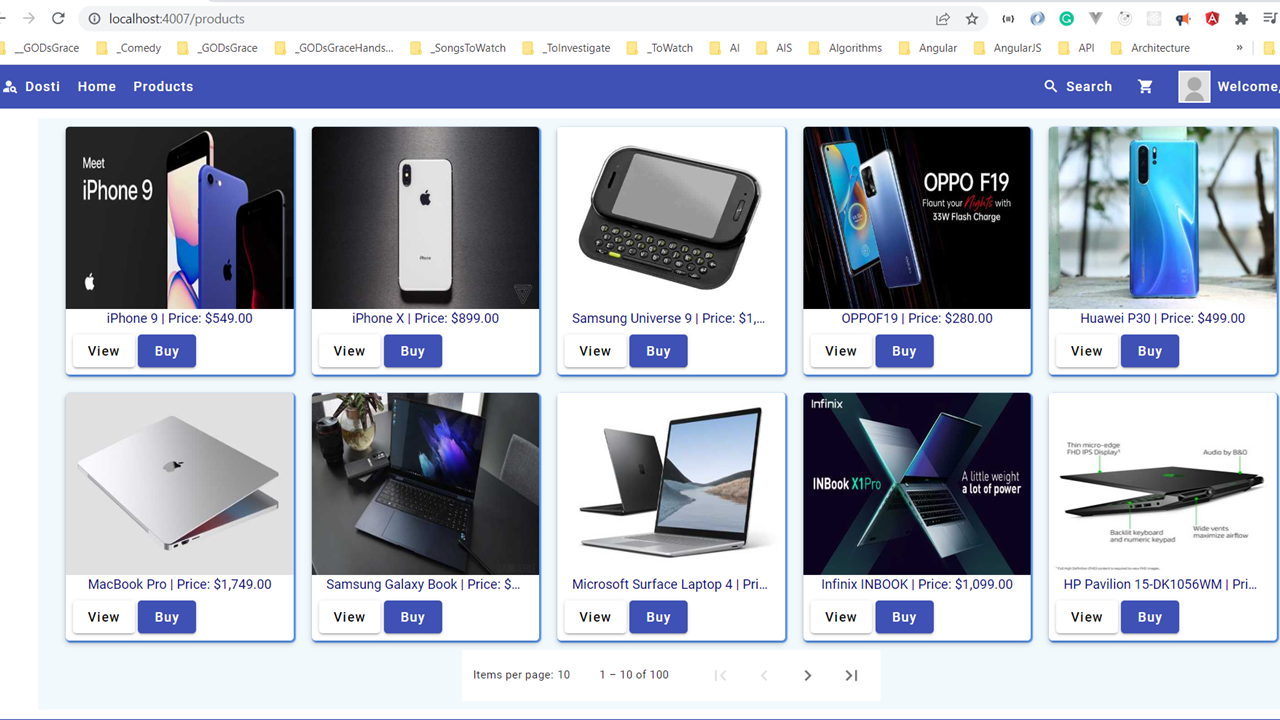 localhost:4007/products
__GODsGrace
_Comedy
_GODsGrace
_GODsGraceHands...
_SongsToWatch
_ToInvestigate
_ToWatch
AI
AIS
Algorithms
Angular
AngularJS
API
Architecture
»
Dosti
Home
Products
Search
Welcome,
Meet
iPhone 9
iPhone 9 | Price: $549.00
View
Buy
iPhone
iPhone X | Price: $899.00
View
Buy
Samsung Universe 9 | Price: $1,...
View
Buy
OPPO F19
Flaunt your Nights with
33W Flash Charge
OPPOF19 | Price: $280.00
View
Buy
Huawei P30 | Price: $499.00
View
Buy
MacBook Pro | Price: $1,749.00
View
Buy
Samsung Galaxy Book | Price: $...
View
Buy
Microsoft Surface Laptop 4 | Pri...
View
Buy
Infinix
INBook X1Pro
A little weight
a lot of power
Infinix INBOOK | Price: $1,099.00
View
Buy
Thin micro-edge
FHD IPS Display*
Audio by B&O
Backlit keyboard
and numeric keypad
Wide vents
maximize airflow
HP Pavilion 15-DK1056WM | Pri...
View
Buy
Items per page: 10
1 – 10 of 100